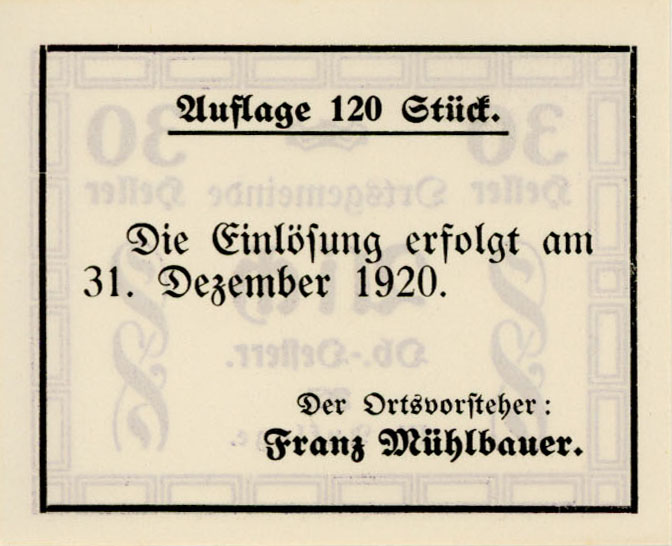 Auflage 120 Stück.
Die Einlösung erfolgt am
31. Dezember 1920.
Der Ortsvorsteher:
Franz Mühlbauer.